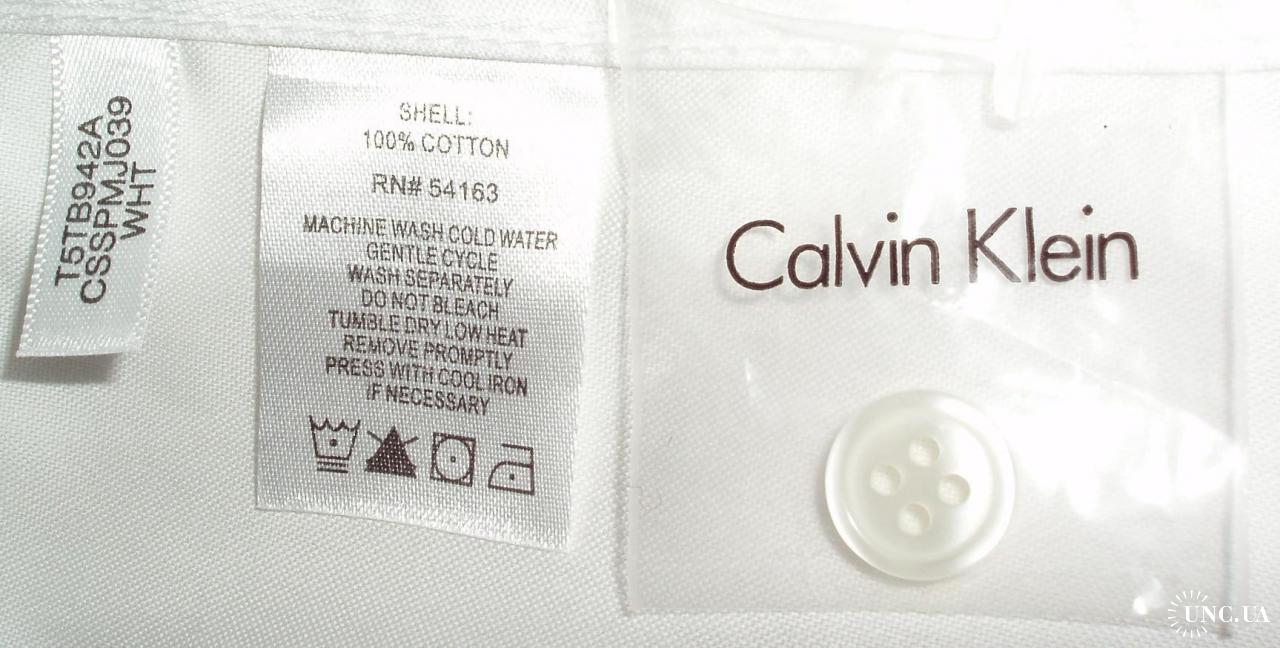 T5TB942A
CSSPMJ039
WHT
SHELL:
100% COTTON
RN# 54163
MACHINE WASH COLD WATER
GENTLE CYCLE
WASH SEPARATELY
DO NOT BLEACH
TUMBLE DRY LOW HEAT
REMOVE PROMPTLY
PRESS WITH COOL IRON
IF NECESSARY
Calvin Klein
UNC.UA